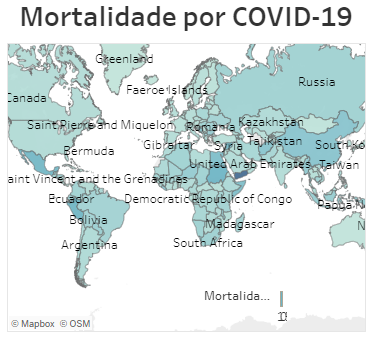 Mortalidade por COVID-19
Greenland
Faeroe Islands
Russia
Canada
Saint Pierre and Miquelon
Romania
Kazakhstan
Gibraltar
Tajikistan
South Ko
Bermuda
Syria
United Arab Emirates
Taiwan
aint Vincent and the Grenadines
Ecuador
Democratic Republic of Congo
Papua N
Bolivia
Madagascar
N
Argentina
South Africa
Mortalida...
© Mapbox © OSM